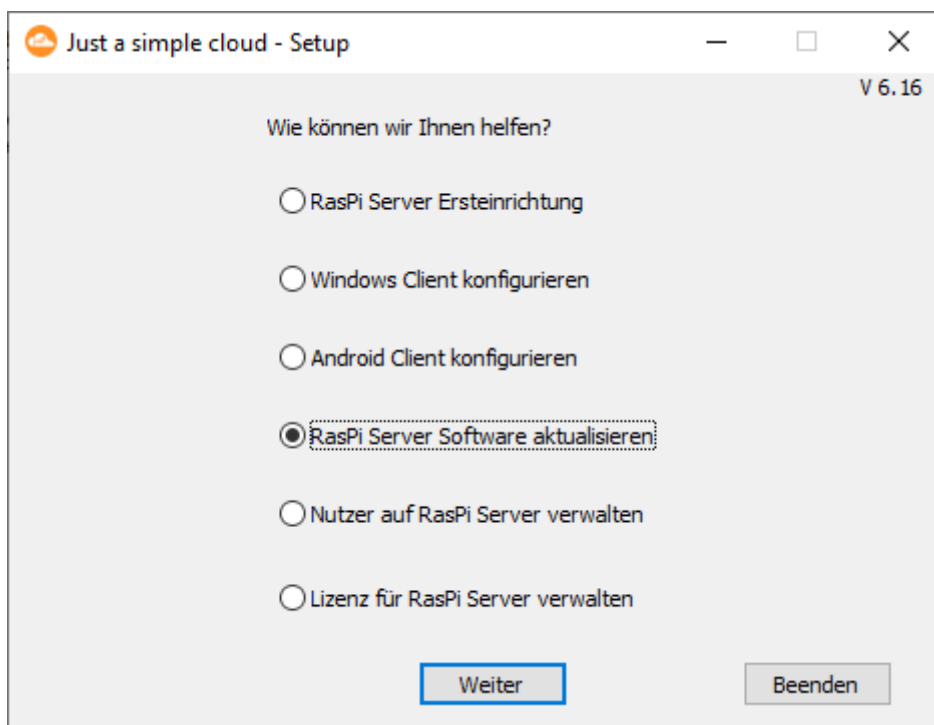 Just a simple cloud - Setup
V 6.16
Wie können wir Ihnen helfen?
RasPi Server Ersteinrichtung
Windows Client konfigurieren
Android Client konfigurieren
RasPi Server Software aktualisieren
Nutzer auf RasPi Server verwalten
Lizenz für RasPi Server verwalten
Weiter
Beenden